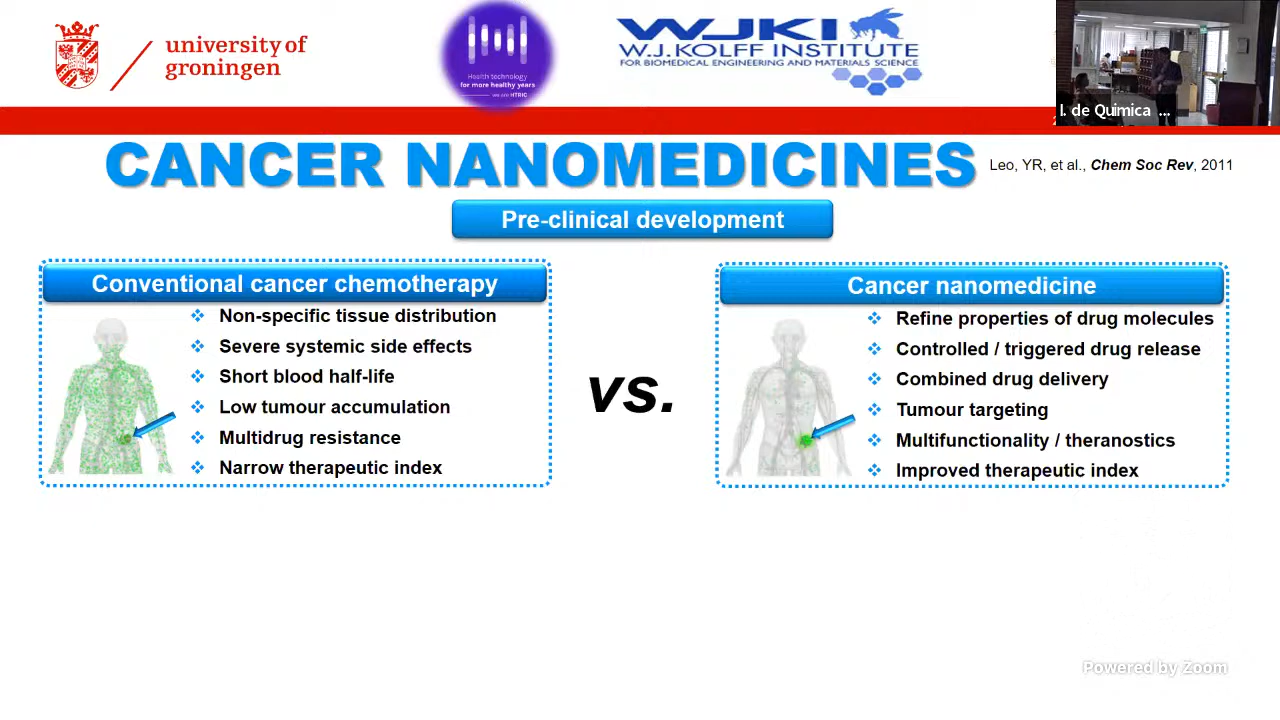 university of
groningen
Health technology
for more healthy years
we are HTRIC
WJKI
W.J.KOLFF INSTITUTE
FOR BIOMEDICAL ENGINEERING AND MATERIALS SCIENCE
I. de Quimica ...
CANCER NANOMEDICINES
Leo, YR, et al., Chem Soc Rev, 2011
Pre-clinical development
Conventional cancer chemotherapy
Non-specific tissue distribution
Severe systemic side effects
Short blood half-life
Low tumour accumulation
Multidrug resistance
Narrow therapeutic index
vs.
Cancer nanomedicine
Refine properties of drug molecules
Controlled / triggered drug release
Combined drug delivery
Tumour targeting
Multifunctionality / theranostics
Improved therapeutic index
Powered by Zoom